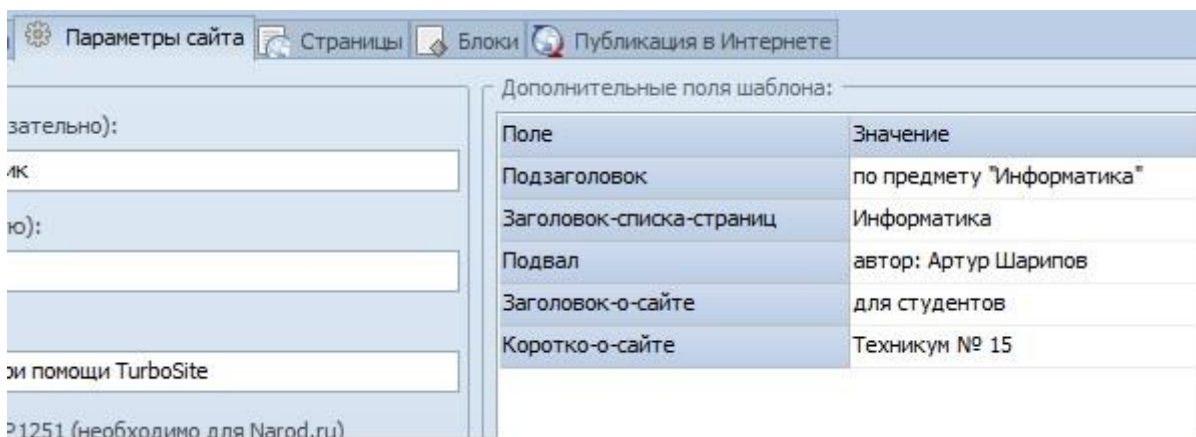 Параметры сайта Страницы Блоки Публикация в Интернете
зательно):
ик
ю):
ри помощи TurboSite
P1251 (необходимо для Narod.ru)
Дополнительные поля шаблона:
Поле Значение
Подзаголовок по предмету "Информатика"
Заголовок-списка-страниц Информатика
Подвал автор: Артур Шарипов
Заголовок-о-сайте для студентов
Коротко-о-сайте Техникум № 15